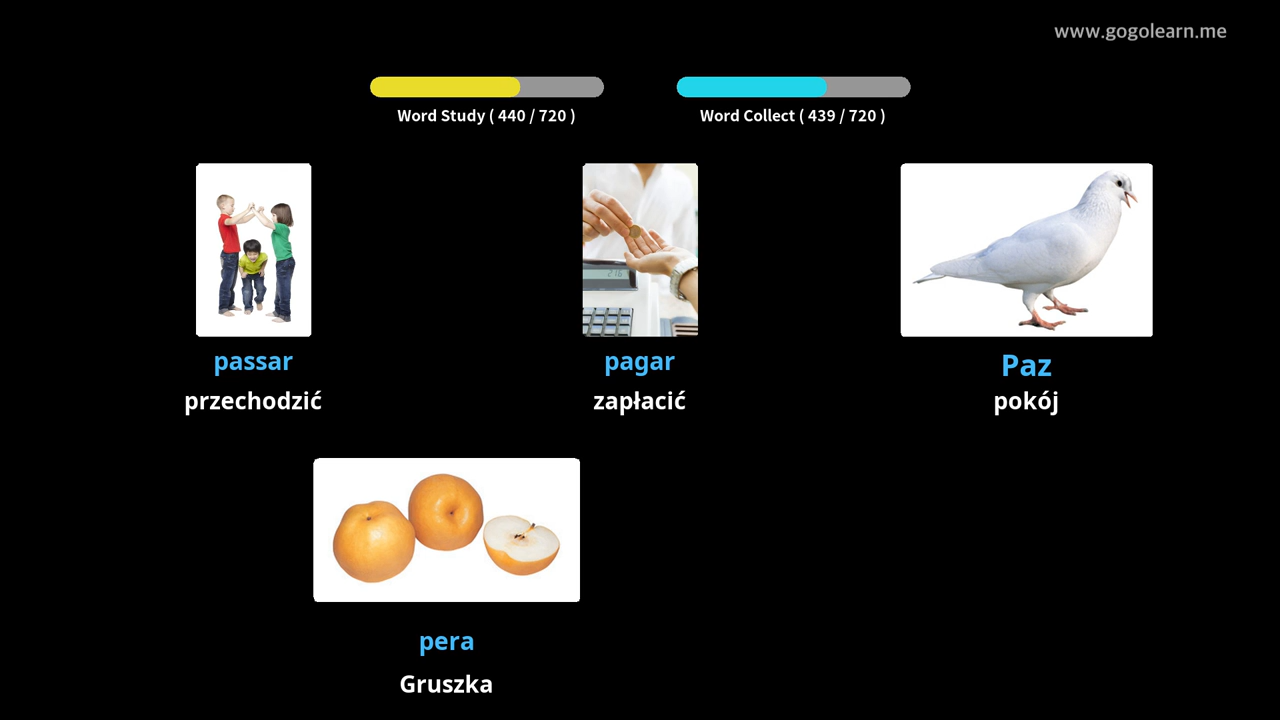 www.gogolearn.me
Word Study ( 440 / 720 )
Word Collect ( 439 / 720 )
216
passar
pagar
Paz
przechodzić
zapłacić
pokój
pera
Gruszka